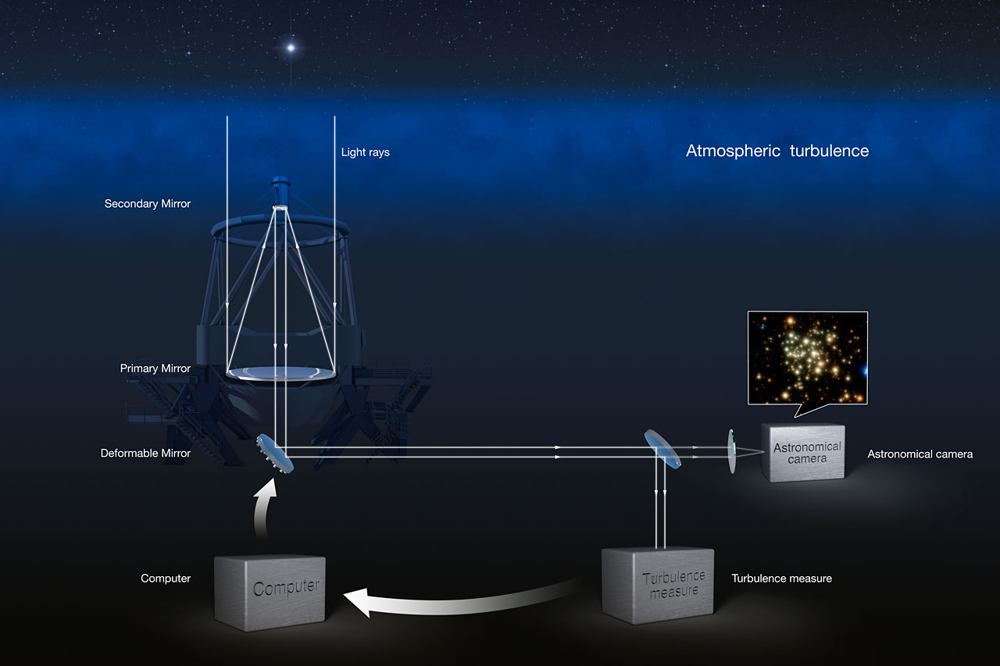 Light rays
Atmospheric  turbulence
Secondary Mirror
Primary Mirror
Deformable Mirror
Astronomical
camera
Astronomical camera
Computer
Computer
Turbulence
measure
Turbulence measure